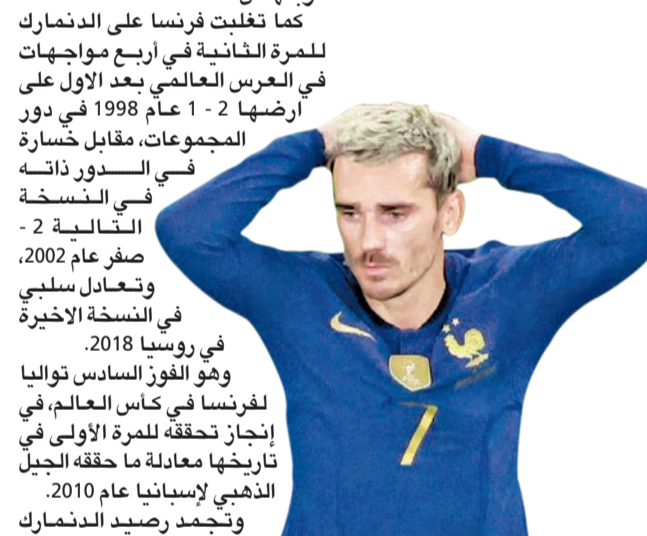 كما تغلبت فرنسا على الدنمارك
للمرة الثانية في أربع مواجهات
في العرس العالمي بعد الاول على
ارضها 2 - 1 عام 1998 في دور
المجموعات، مقابل خسارة
في الدور ذاته
في النسخة
التالية 2 -
صفر عام 2002،
وتعادل سلبي
في النسخة الاخيرة
في روسيا 2018.
وهو الفوز السادس تواليا
لفرنسا في كأس العالم، في
إنجاز تحققه للمرة الأولى في
تاريخها معادلة ما حققه الجيل
الذهبي لإسبانيا عام 2010.
وتجمد رصيد الدنمارك
7